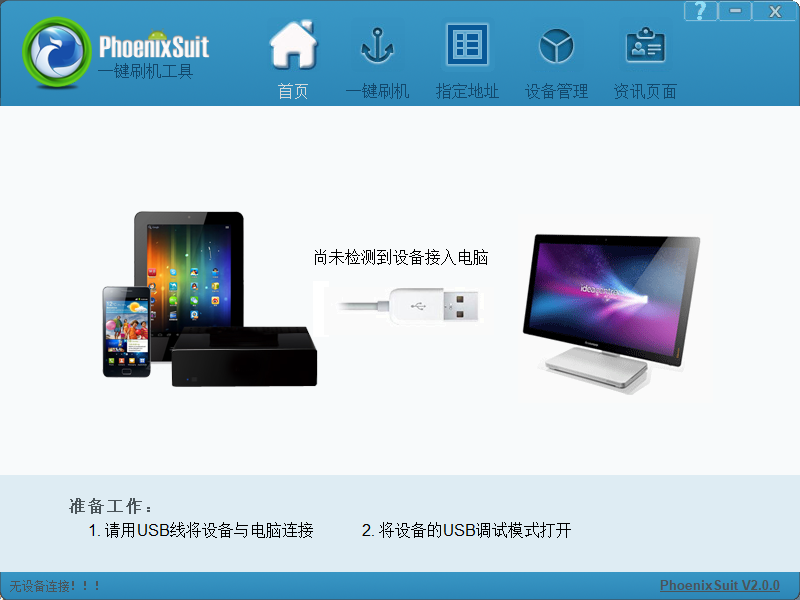 PhoenixSuit
一键刷机工具
首页
一键刷机
指定地址
设备管理
资讯页面
尚未检测到设备接入电脑
准备工作：
1. 请用USB线将设备与电脑连接
2. 将设备的USB调试模式打开
无设备连接！！！
PhoenixSuit V2.0.0